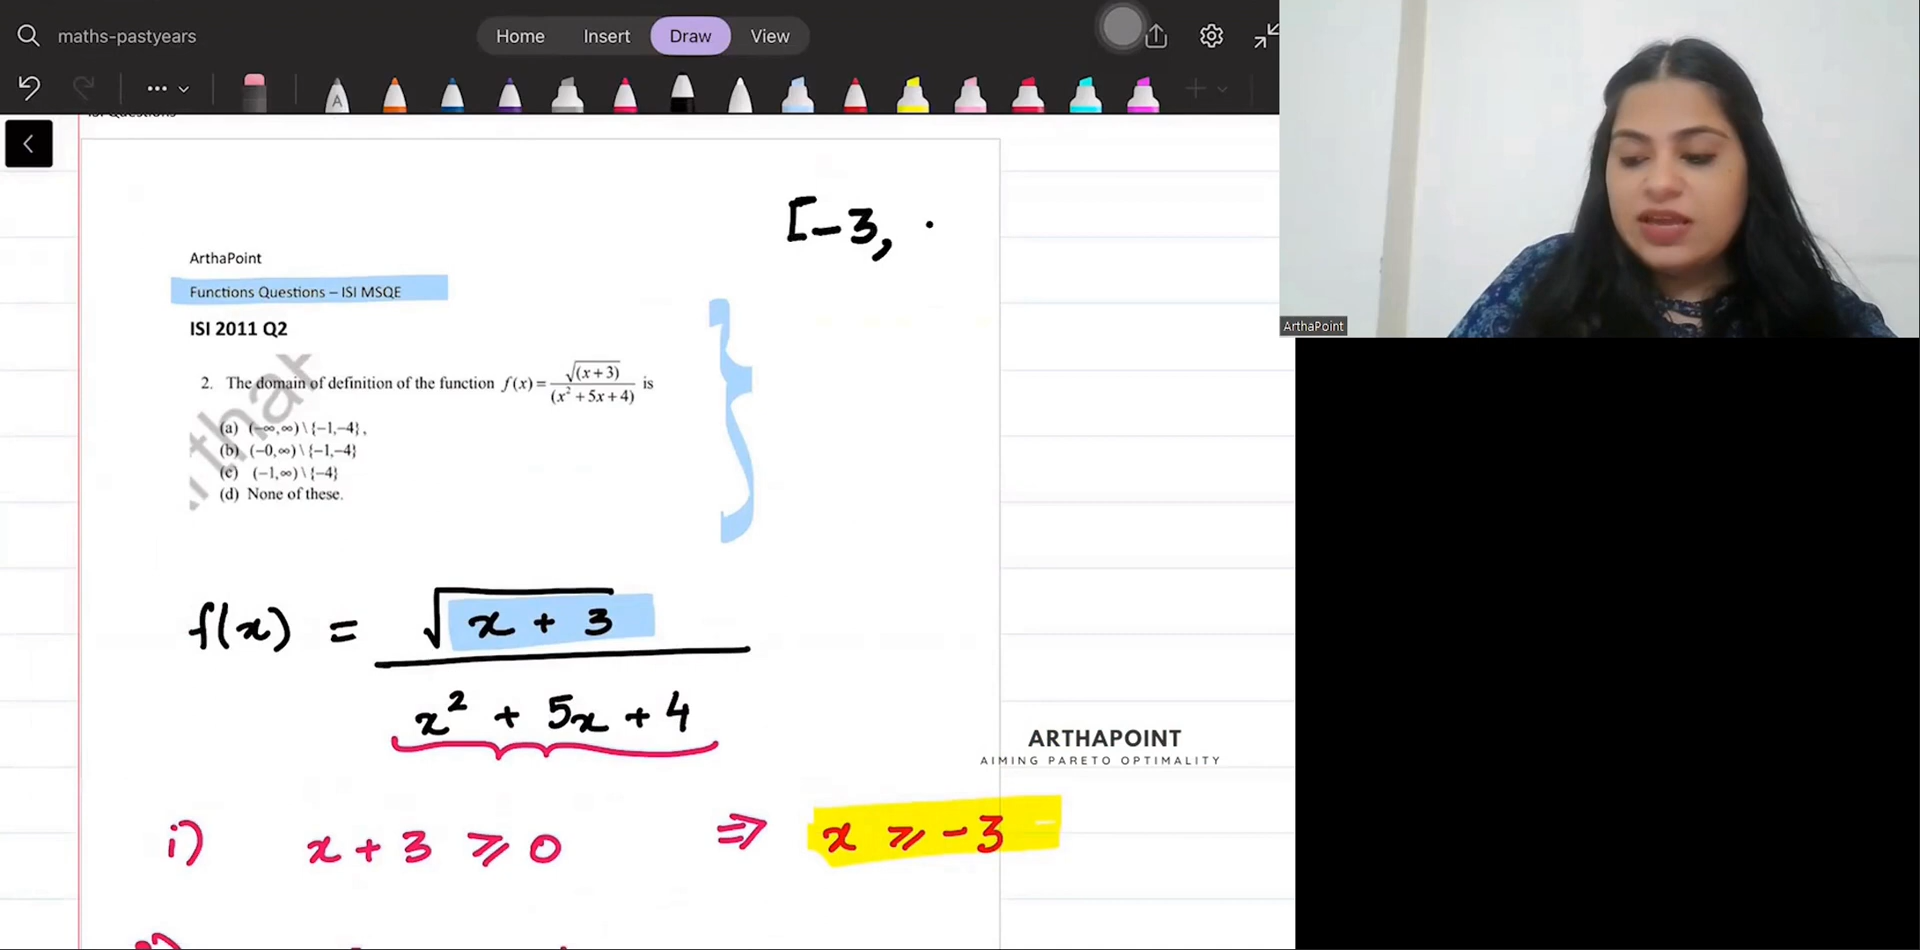 maths-pastyears
Home Insert Draw View
ISI Questions
[-3, .
ArthaPoint
Functions Questions – ISI MSQE
ISI 2011 Q2
2. The domain of definition of the function f(x) = √(x+3) / (x² + 5x + 4) is
(a) (−∞,∞) \ {−1,−4},
(b) (−0,∞) \ {−1,−4}
(c) (−1,∞) \ {−4}
(d) None of these.
f(x) = √x + 3 / x² + 5x + 4
ARTHAPOINT
AIMING PARETO OPTIMALITY
i) x + 3 ⩾ 0 ⇒ x ⩾ -3
ArthaPoint